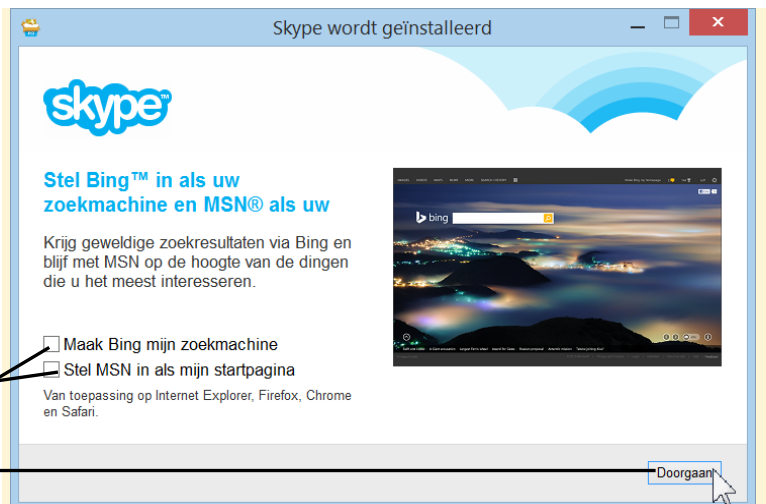 Skype wordt geïnstalleerd
skype™
Stel Bing™ in als uw
zoekmachine en MSN® als uw
Krijg geweldige zoekresultaten via Bing en
blijf met MSN op de hoogte van de dingen
die u het meest interesseren.
bing
Maak Bing mijn zoekmachine
Stel MSN in als mijn startpagina
Van toepassing op Internet Explorer, Firefox, Chrome
en Safari.
Doorgaan